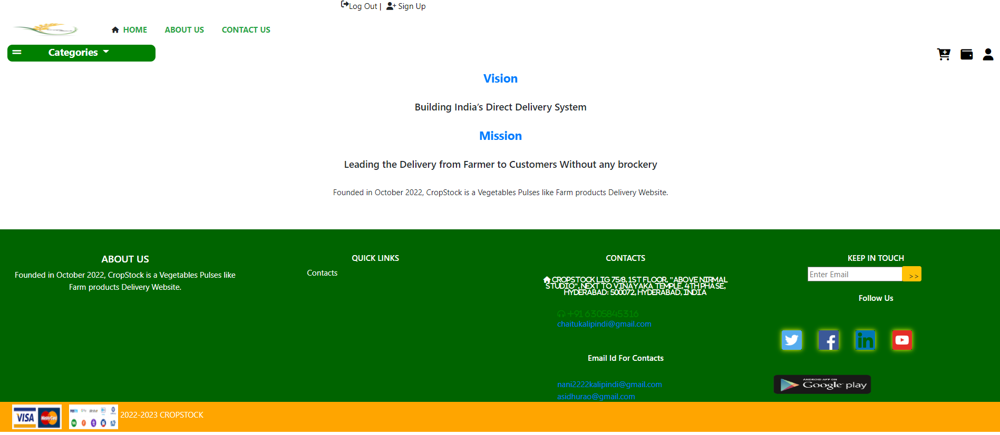 Log Out | Sign Up
HOME ABOUT US CONTACT US
Categories
Vision
Building India’s Direct Delivery System
Mission
Leading the Delivery from Farmer to Customers Without any brockery
Founded in October 2022, CropStock is a Vegetables Pulses like Farm products Delivery Website.
ABOUT US
Founded in October 2022, CropStock is a Vegetables Pulses like
Farm products Delivery Website.
QUICK LINKS
Contacts
CONTACTS
CROPSTOCK LIG 75/8, 1ST FLOOR, "ABOVE NIRMAL
STUDIO", NEXT TO VINAYAKA TEMPLE, 4TH PHASE,
HYDERABAD: 500072, HYDERABAD, INDIA
+91 6305845316
chaitukalipindi@gmail.com
Email Id For Contacts
nani2222kalipindi@gmail.com
asidhurao@gmail.com
KEEP IN TOUCH
Enter Email >>
Follow Us
in
ANDROID APP ON
Google play
VISA MasterCard
2022-2023 CROPSTOCK